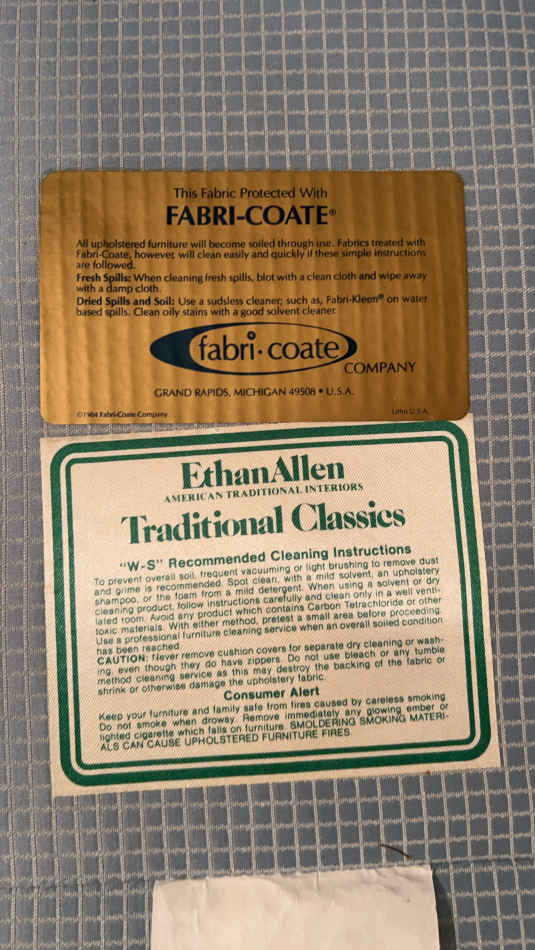 This Fabric Protected With
FABRI-COATE®
All upholstered furniture will become soiled through use. Fabrics treated with
Fabri-Coate, however, will clean easily and quickly if these simple instructions
are followed.
Fresh Spills: When cleaning fresh spills, blot with a clean cloth and wipe away
with a damp cloth.
Dried Spills and Soil: Use a sudsless cleaner, such as, Fabri-Kleen® on water
based spills. Clean oily stains with a good solvent cleaner.
fabri·coate
COMPANY
GRAND RAPIDS, MICHIGAN 49508 • U.S.A.
©1984 Fabri-Coate Company
Litho U.S.A.
Ethan Allen
AMERICAN TRADITIONAL INTERIORS
Traditional Classics
"W-S" Recommended Cleaning Instructions
To prevent overall soil, frequent vacuuming or light brushing to remove dust
and grime is recommended. Spot clean, with a mild solvent, an upholstery
shampoo, or the foam from a mild detergent. When using a solvent or dry
cleaning product, follow instructions carefully and clean only in a well venti-
lated room. Avoid any product which contains Carbon Tetrachloride or other
toxic materials. With either method, pretest a small area before proceeding.
Use a professional furniture cleaning service when an overall soiled condition
has been reached.
CAUTION: Never remove cushion covers for separate dry cleaning or wash-
ing, even though they do have zippers. Do not use bleach or any tumble
method cleaning service as this may destroy the backing of the fabric or
shrink or otherwise damage the upholstery fabric.
Consumer Alert
Keep your furniture and family safe from fires caused by careless smoking
Do not smoke when drowsy. Remove immediately any glowing ember or
lighted cigarette which falls on furniture. SMOLDERING SMOKING MATERI-
ALS CAN CAUSE UPHOLSTERED FURNITURE FIRES.